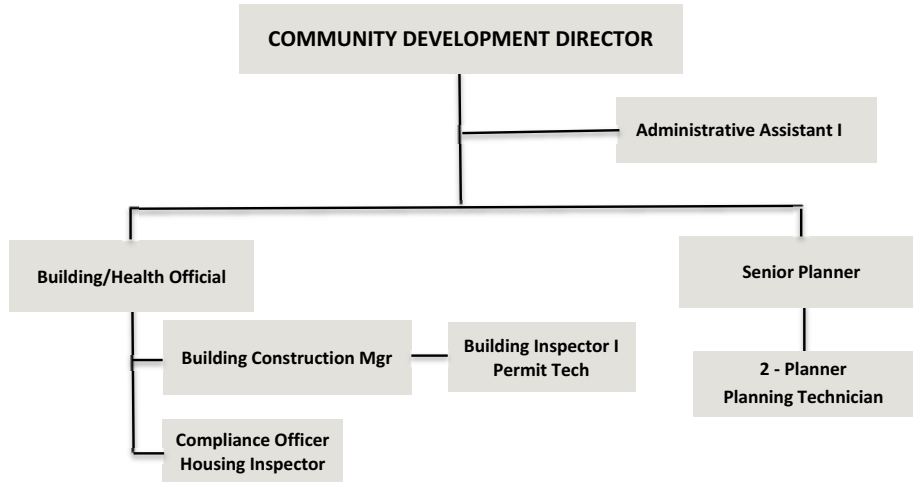 COMMUNITY DEVELOPMENT DIRECTOR
Administrative Assistant I
Building/Health Official
Senior Planner
Building Construction Mgr
Building Inspector I
Permit Tech
2 - Planner
Planning Technician
Compliance Officer
Housing Inspector